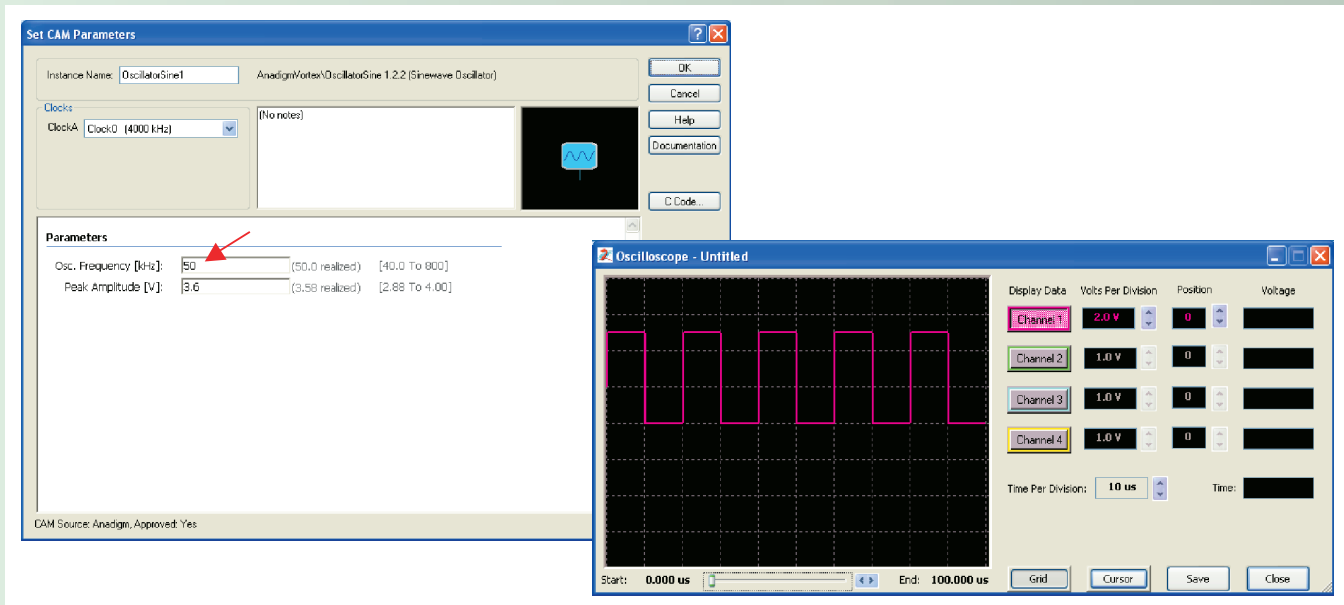 Set CAM Parameters
Instance Name: OscillatorSine1 AnadigmVortex\OscillatorSine 1.2.2 (Sinewave Oscillator)
OK
Cancel
Help
Documentation
C Code...
Clocks
ClockA Clock0 (4000 kHz)
(No notes)
Parameters
Osc. Frequency [kHz]: 50 (50.0 realized) [40.0 To 800]
Peak Amplitude [V]: 3.6 (3.58 realized) [2.88 To 4.00]
CAM Source: Anadigm, Approved: Yes
Oscilloscope - Untitled
Display Data Volts Per Division Position Voltage
Channel 1 2.0 V 0
Channel 2 1.0 V 0
Channel 3 1.0 V 0
Channel 4 1.0 V 0
Time Per Division: 10 us Time:
Start: 0.000 us End: 100.000 us
Grid Cursor Save Close